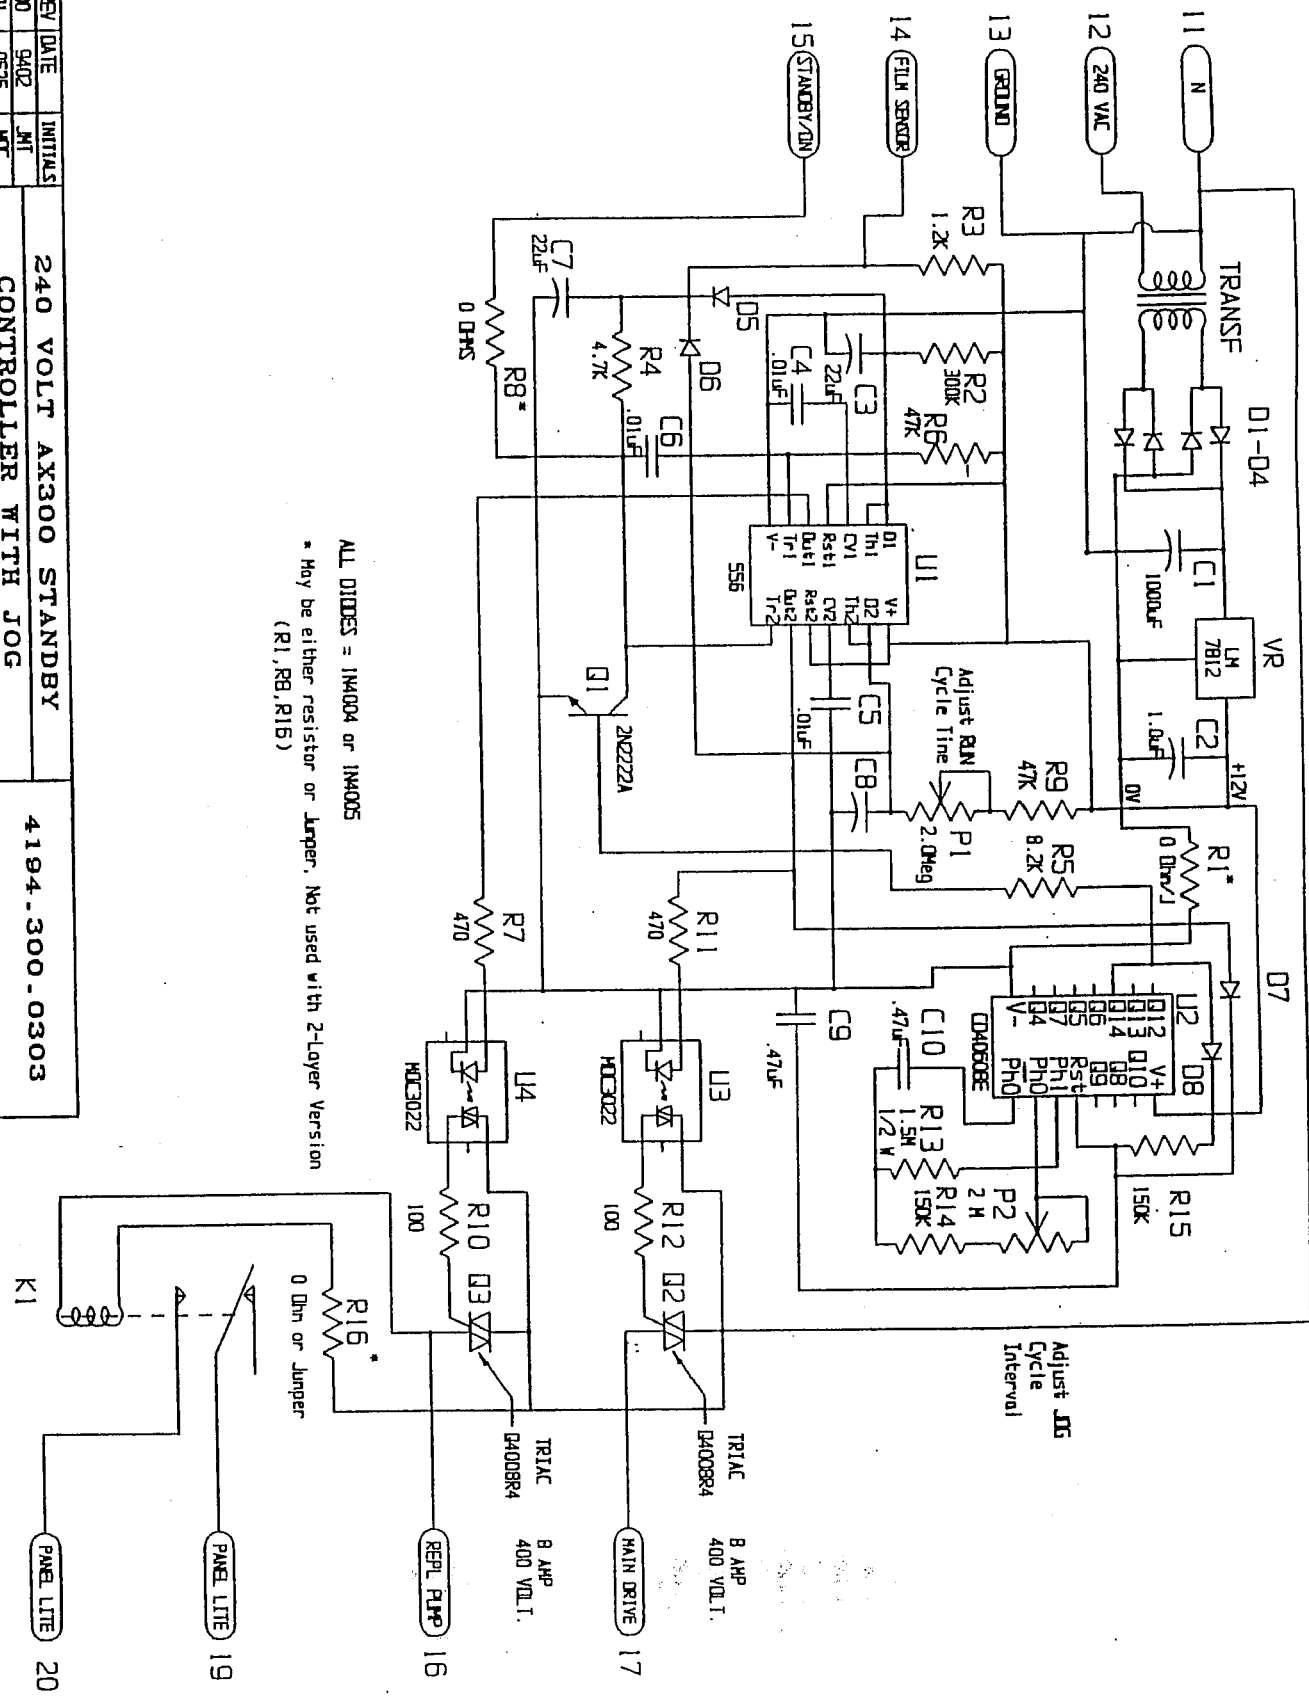 11 N
12 240 VAC
13 GROUND
14 FILM SENSOR
15 STANDBY/ON
TRANSF
D1-D4
C1
1000uF
VR
LM
7812
C2
1.0uF
+12V
0V
R1*
0 Ohm/J
D7
R3
1.2K
R2
300K
C3
22uF
R6
47K
C4
.01uF
D5
D6
C7
22uF
R4
4.7K
C6
.01uF
R8*
0 OHMS
U1
556
D1
Th1
CV1
Rst1
Out1
Tr1
V-
V+
D2
Th2
CV2
Rst2
Out2
Tr2
C5
.01uF
Adjust RUN
Cycle Time
C8
P1
2.0Meg
R9
47K
R5
8.2K
Q1
2N2222A
R7
470
R11
470
U2
CD4060BE
Q12
Q13
Q14
Q6
Q5
Q7
Q4
V-
V+
Q10
Q8
Q9
Rst
PhI
PhO
PhO
D8
R15
150K
C10
.47uF
R13
1.5M
1/2 W
P2
2 M
R14
150K
C9
.47uF
Adjust JOG
Cycle
Interval
U3
MOC3022
U4
MOC3022
R12
100
R10
100
Q2
Q3
TRIAC
Q4008R4
8 AMP
400 VOLT.
TRIAC
Q4008R4
8 AMP
400 VOLT.
R16*
0 Ohm or Jumper
K1
MAIN DRIVE 17
REPL PUMP 16
PANEL LITE 19
PANEL LITE 20
ALL DIODES = 1N4004 or 1N4005
* May be either resistor or Jumper, Not used with 2-Layer Version
(R1,R8,R16)
DATE INITIALS
9402 JMT
240 VOLT AX300 STANDBY
CONTROLLER WITH JOG
4194-300-0303